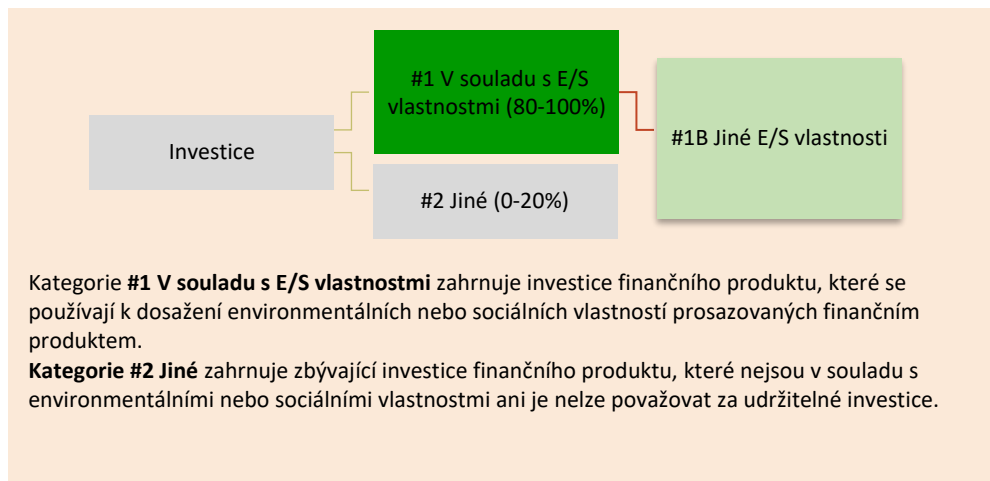 #1 V souladu s E/S
vlastnostmi (80-100%)
Investice
#1B Jiné E/S vlastnosti
#2 Jiné (0-20%)
Kategorie #1 V souladu s E/S vlastnostmi zahrnuje investice finančního produktu, které se
používají k dosažení environmentálních nebo sociálních vlastností prosazovaných finančním
produktem.
Kategorie #2 Jiné zahrnuje zbývající investice finančního produktu, které nejsou v souladu s
environmentálními nebo sociálními vlastnostmi ani je nelze považovat za udržitelné investice.